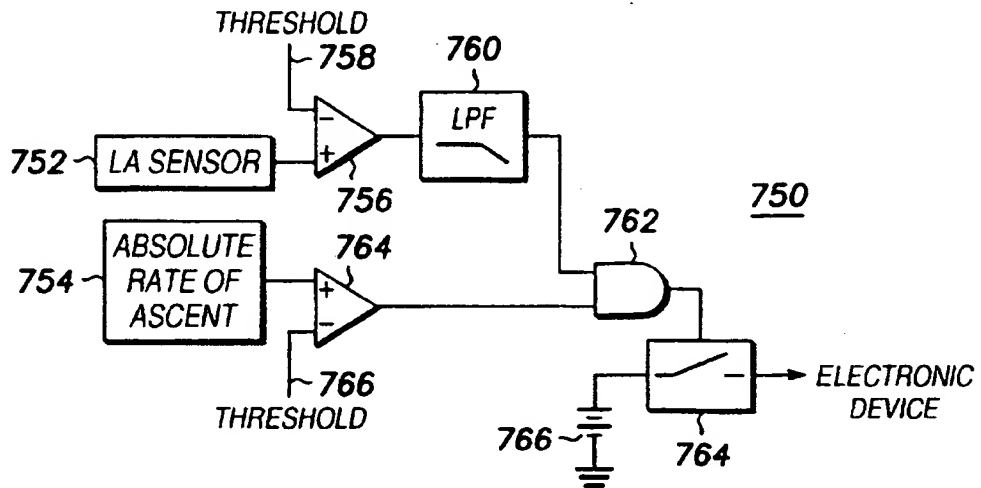 THRESHOLD
758
760
LPF
752
LA SENSOR
−
+
756
750
762
764
754
ABSOLUTE
RATE OF
ASCENT
+
−
766
THRESHOLD
ELECTRONIC
DEVICE
766
764